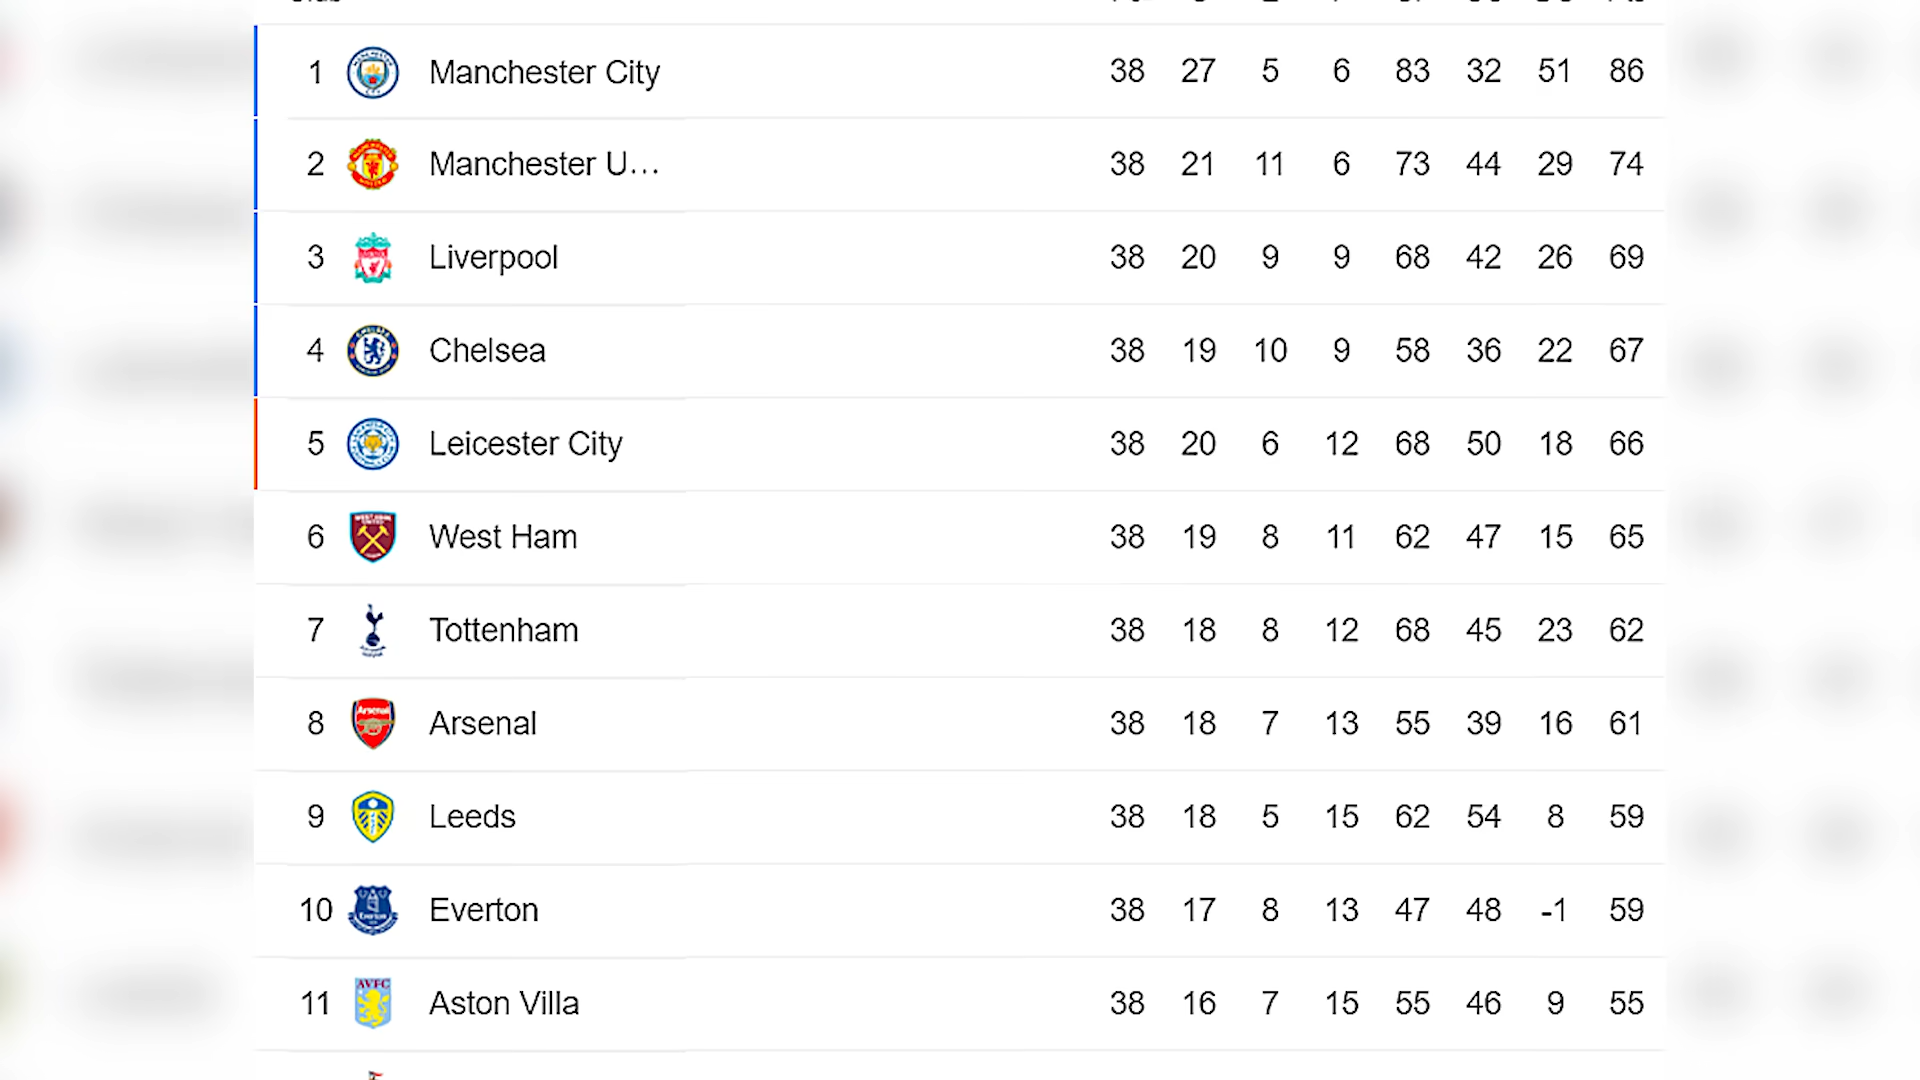 1 Manchester City 38 27 5 6 83 32 51 86
2 Manchester U... 38 21 11 6 73 44 29 74
3 Liverpool 38 20 9 9 68 42 26 69
4 Chelsea 38 19 10 9 58 36 22 67
5 Leicester City 38 20 6 12 68 50 18 66
6 West Ham 38 19 8 11 62 47 15 65
7 Tottenham 38 18 8 12 68 45 23 62
8 Arsenal 38 18 7 13 55 39 16 61
9 Leeds 38 18 5 15 62 54 8 59
10 Everton 38 17 8 13 47 48 -1 59
11 AVFC Aston Villa 38 16 7 15 55 46 9 55